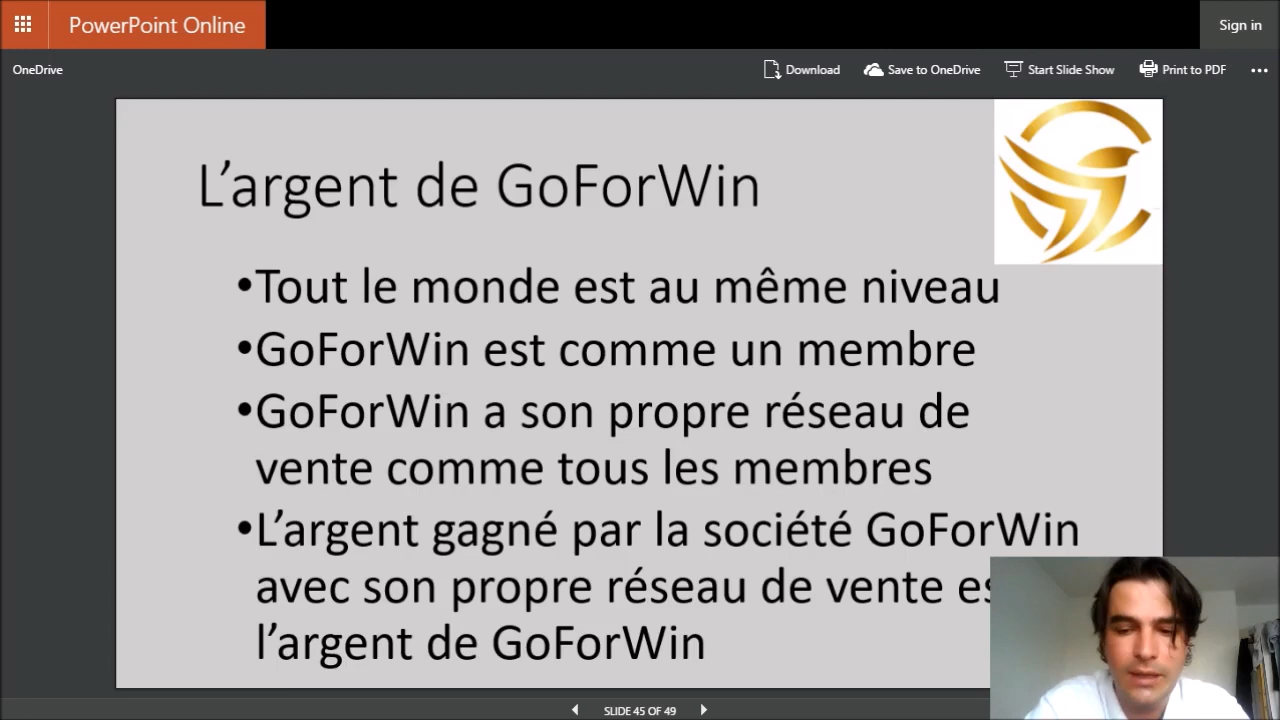 PowerPoint Online
Sign in
OneDrive
Download
Save to OneDrive
Start Slide Show
Print to PDF
L'argent de GoForWin
•Tout le monde est au même niveau
•GoForWin est comme un membre
•GoForWin a son propre réseau de
vente comme tous les membres
•L'argent gagné par la société GoForWin
avec son propre réseau de vente
l'argent de GoForWin
SLIDE 45 OF 49